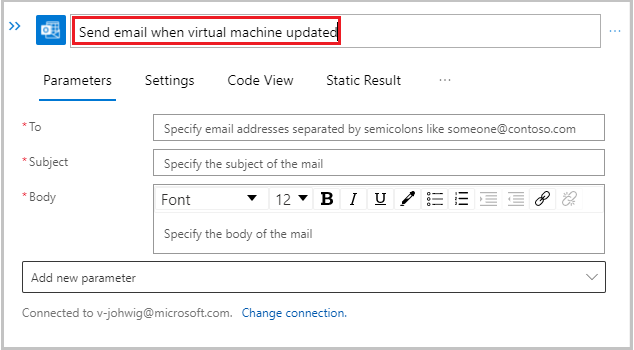 Send email when virtual machine updated
Parameters Settings Code View Static Result ...
* To Specify email addresses separated by semicolons like someone@contoso.com
* Subject Specify the subject of the mail
* Body Font 12 B I U
Specify the body of the mail
Add new parameter
Connected to v-johwig@microsoft.com. Change connection.